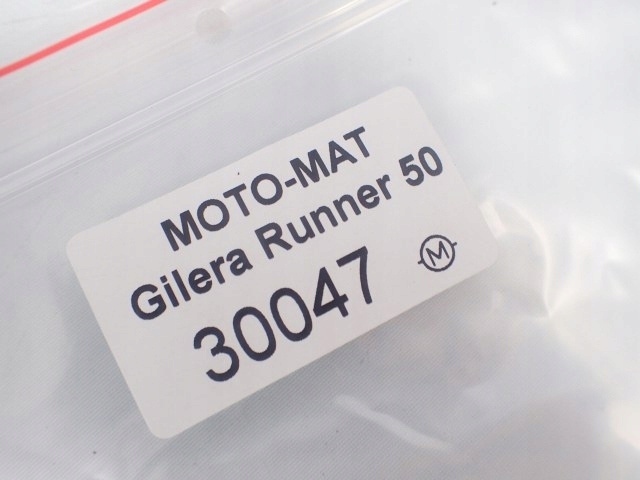 MOTO-MAT
Gilera Runner 50
30047
M